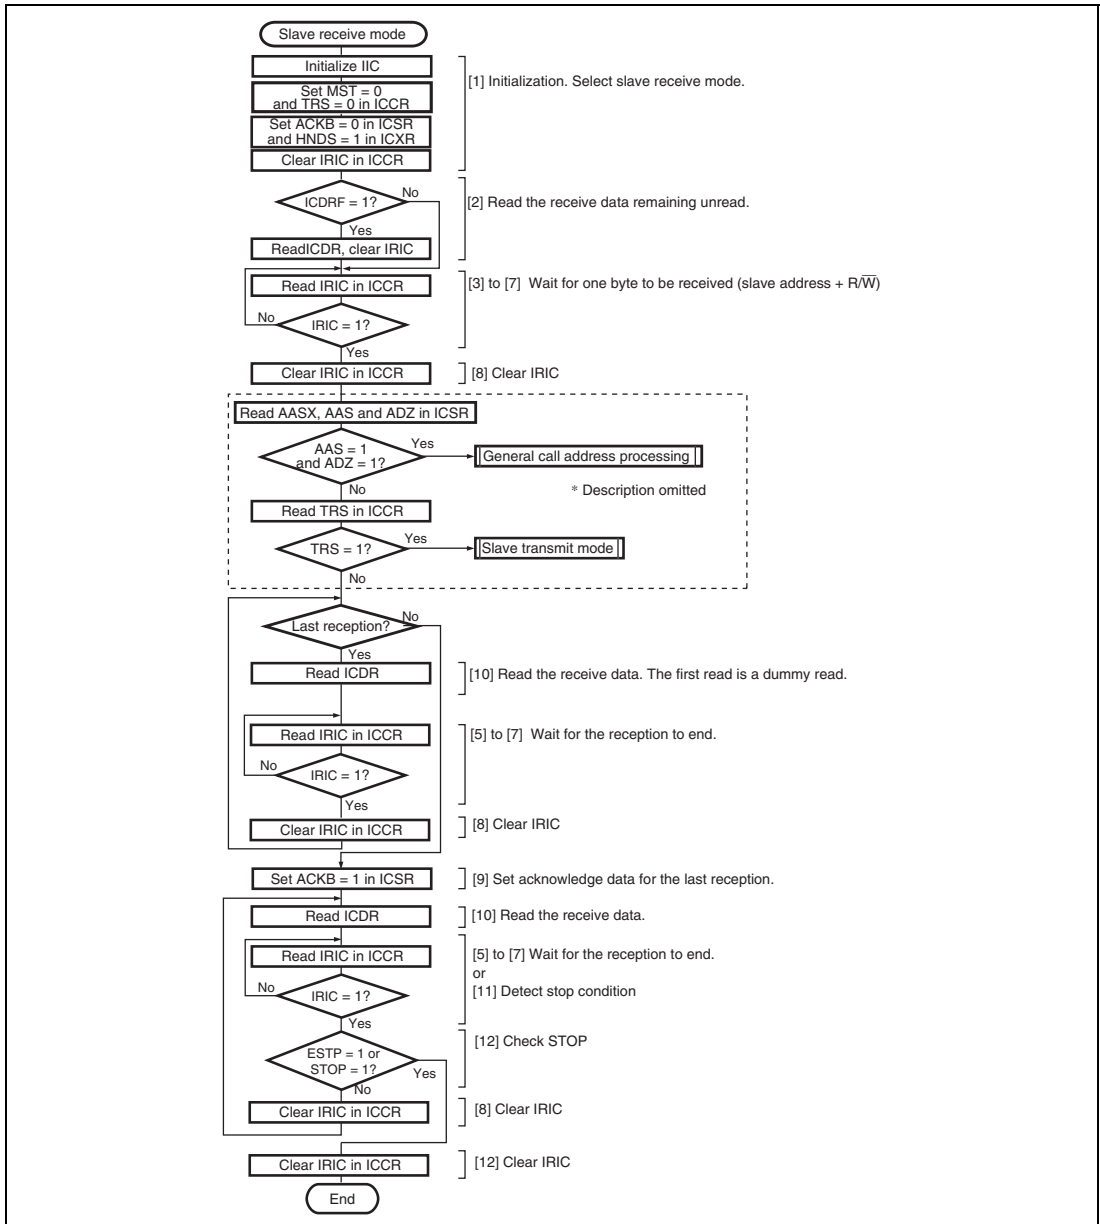 Slave receive mode
Initialize IIC
[1] Initialization. Select slave receive mode.
Set MST = 0
and TRS = 0 in ICCR
Set ACKB = 0 in ICSR
and HNDS = 1 in ICXR
Clear IRIC in ICCR
No
ICDRF = 1?
[2] Read the receive data remaining unread.
Yes
ReadICDR, clear IRIC
Read IRIC in ICCR
[3] to [7] Wait for one byte to be received (slave address + R/W̅)
No
IRIC = 1?
Yes
Clear IRIC in ICCR
[8] Clear IRIC
Read AASX, AAS and ADZ in ICSR
AAS = 1
and ADZ = 1?
Yes
General call address processing
No
* Description omitted
Read TRS in ICCR
TRS = 1?
Yes
Slave transmit mode
No
Last reception?
No
Yes
Read ICDR
[10] Read the receive data. The first read is a dummy read.
Read IRIC in ICCR
[5] to [7] Wait for the reception to end.
No
IRIC = 1?
Yes
Clear IRIC in ICCR
[8] Clear IRIC
Set ACKB = 1 in ICSR
[9] Set acknowledge data for the last reception.
Read ICDR
[10] Read the receive data.
Read IRIC in ICCR
[5] to [7] Wait for the reception to end.
or
[11] Detect stop condition
No
IRIC = 1?
Yes
[12] Check STOP
ESTP = 1 or
STOP = 1?
Yes
No
Clear IRIC in ICCR
[8] Clear IRIC
Clear IRIC in ICCR
[12] Clear IRIC
End